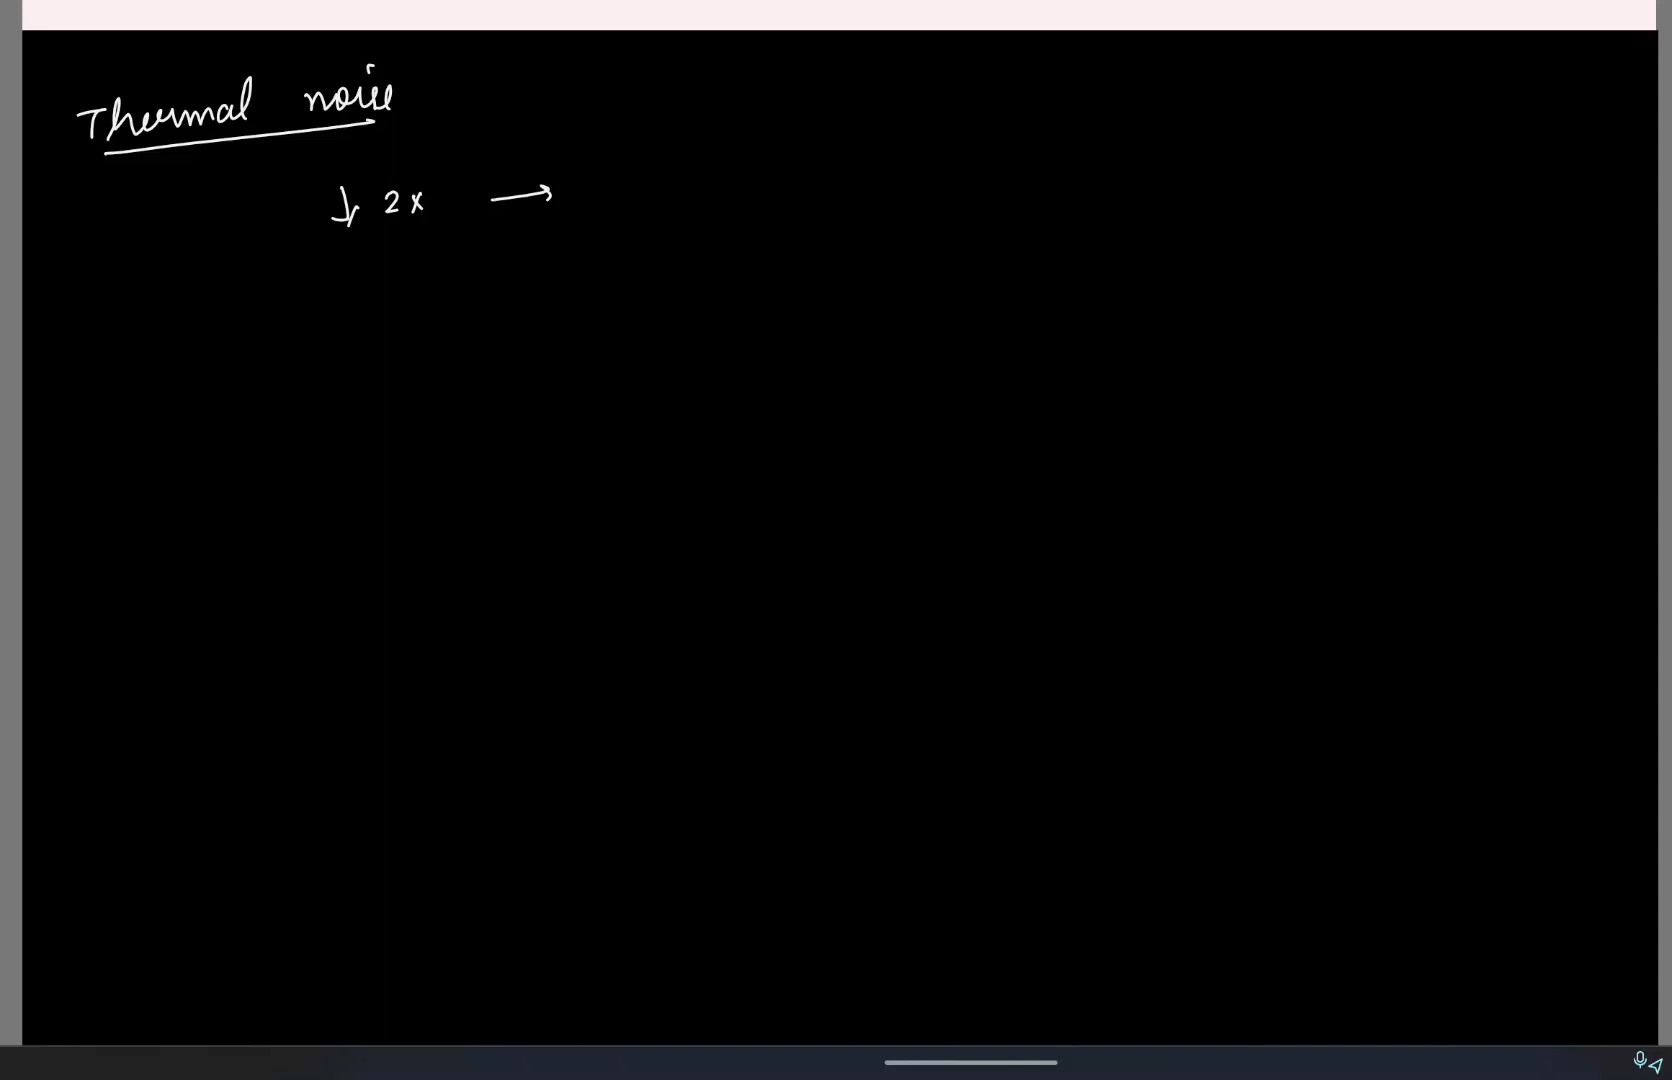 Thermal noise
↓ 2x →